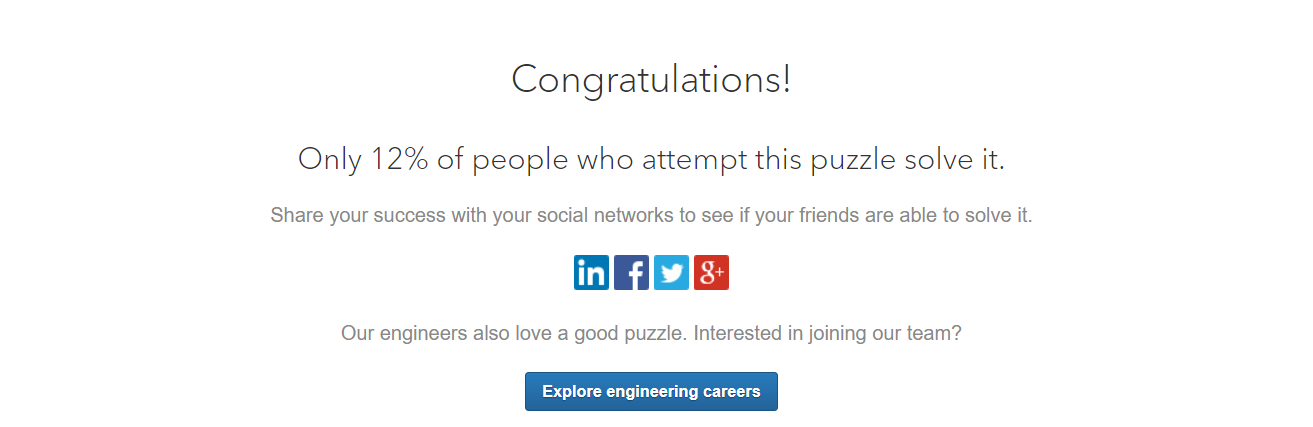 Congratulations!
Only 12% of people who attempt this puzzle solve it.
Share your success with your social networks to see if your friends are able to solve it.
in f g+
Our engineers also love a good puzzle. Interested in joining our team?
Explore engineering careers